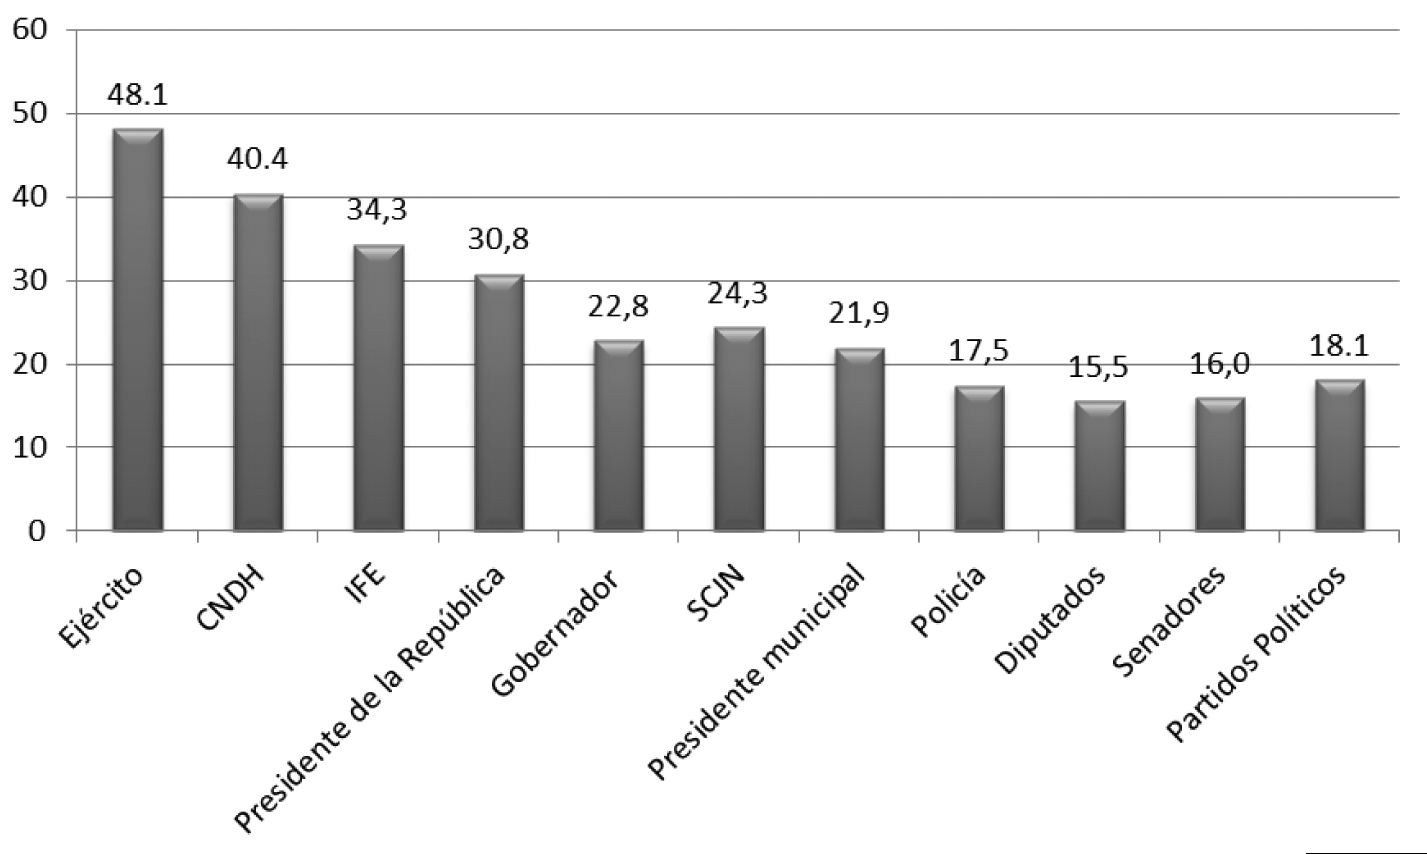 60
50
40
30
20
10
0
48.1
40.4
34,3
30,8
22,8
24,3
21,9
17,5
15,5
16,0
18.1
Ejército
CNDH
IFE
Presidente de la República
Gobernador
SCJN
Presidente municipal
Policía
Diputados
Senadores
Partidos Políticos